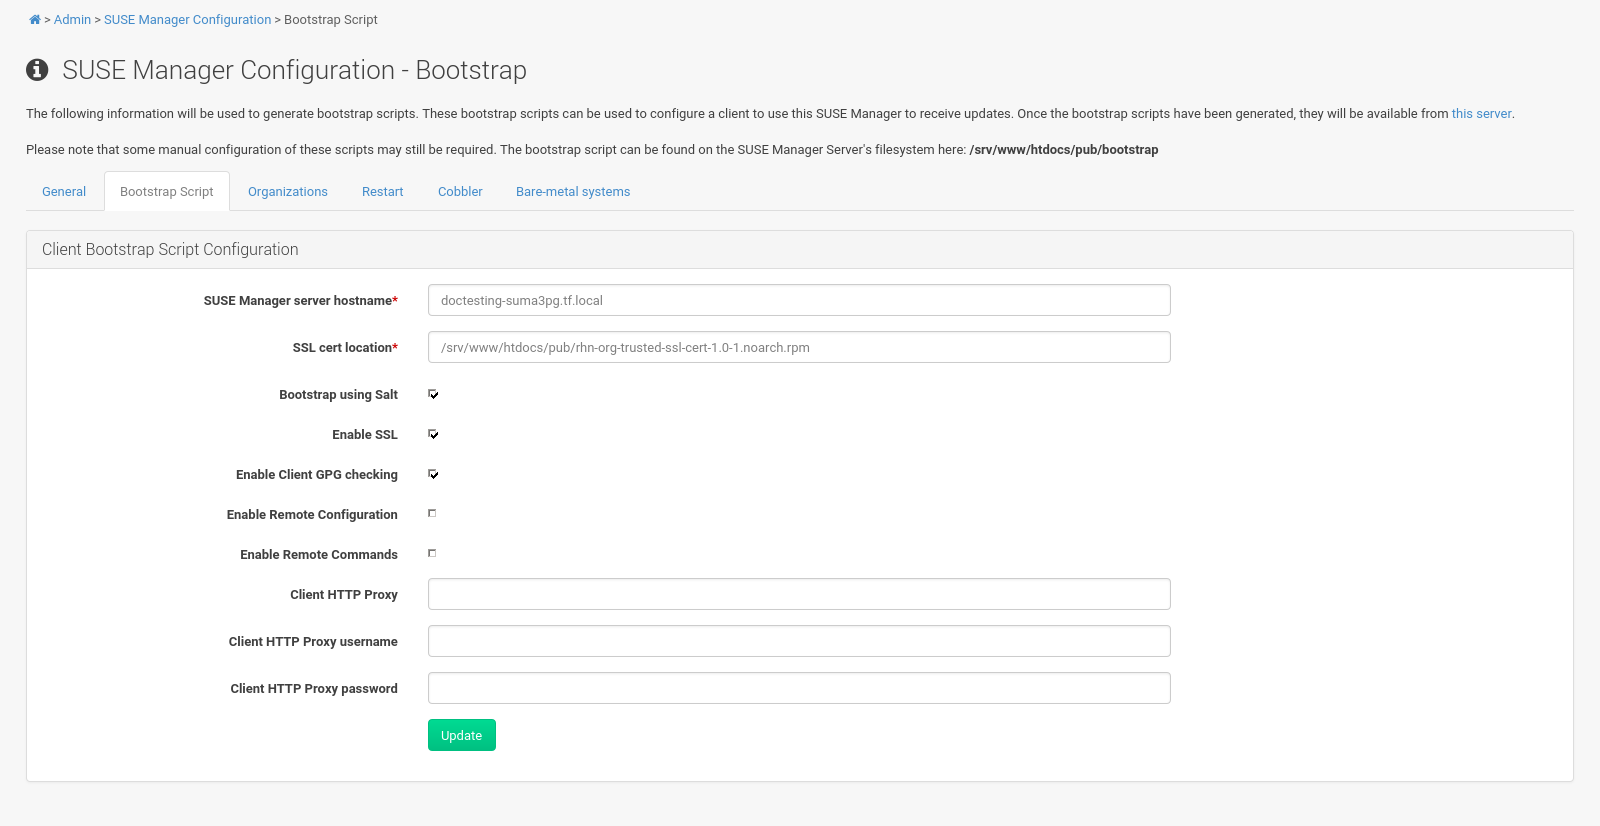 > Admin > SUSE Manager Configuration > Bootstrap Script
SUSE Manager Configuration - Bootstrap
The following information will be used to generate bootstrap scripts. These bootstrap scripts can be used to configure a client to use this SUSE Manager to receive updates. Once the bootstrap scripts have been generated, they will be available from this server.
Please note that some manual configuration of these scripts may still be required. The bootstrap script can be found on the SUSE Manager Server's filesystem here: /srv/www/htdocs/pub/bootstrap
General Bootstrap Script Organizations Restart Cobbler Bare-metal systems
Client Bootstrap Script Configuration
SUSE Manager server hostname* doctesting-suma3pg.tf.local
SSL cert location* /srv/www/htdocs/pub/rhn-org-trusted-ssl-cert-1.0-1.noarch.rpm
Bootstrap using Salt
Enable SSL
Enable Client GPG checking
Enable Remote Configuration
Enable Remote Commands
Client HTTP Proxy
Client HTTP Proxy username
Client HTTP Proxy password
Update